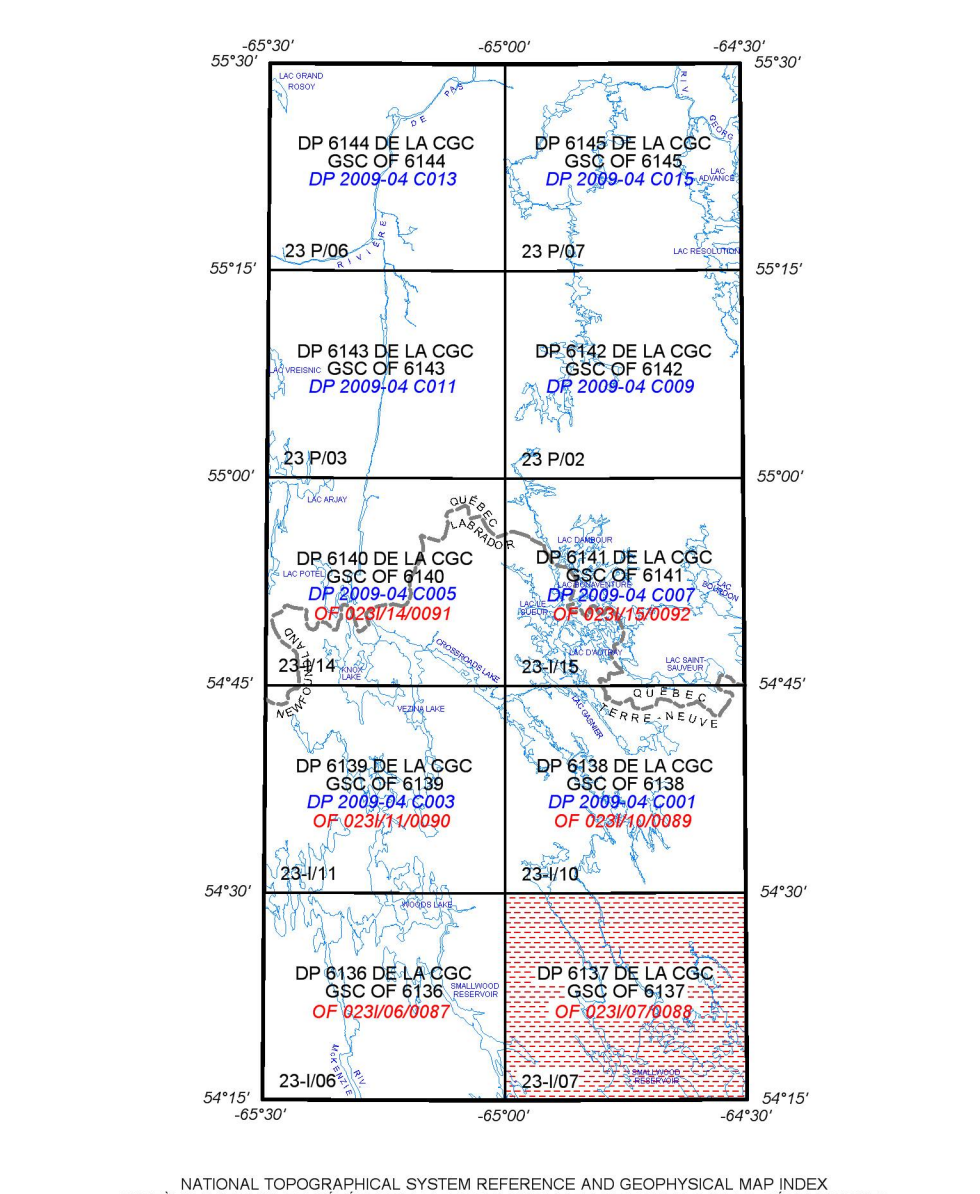 -65°30'
-65°00'
-64°30'
55°30'
55°30'
LAC GRAND
ROSOY
DE
PAS
RIV
GEORG
DP 6144 DE LA CGC
GSC OF 6144
DP 2009-04 C013
DP 6145 DE LA CGC
GSC OF 6145
DP 2009-04 C015
LAC
ADVANCE
RIVIÈRE
23 P/06
23 P/07
LAC RESOLUTION
55°15'
55°15'
DP 6143 DE LA CGC
GSC OF 6143
DP 2009-04 C011
DP 6142 DE LA CGC
GSC OF 6142
DP 2009-04 C009
LAC VREISNIC
23 P/03
23 P/02
55°00'
55°00'
LAC ARJAY
QUÉBEC
LABRADOR
LAC DAMBOUR
DP 6140 DE LA CGC
GSC OF 6140
DP 2009-04 C005
OF 023I/14/0091
LAC POTEL
DP 6141 DE LA CGC
GSC OF 6141
DP 2009-04 C007
OF 023I/15/0092
LAC BONAVENTURE
LAC
BOURDON
LAC LE
SUEUR
LAC D'AUTRAY
LAC SAINT-
SAUVEUR
CROSSROADS LAKE
KNOX
LAKE
23-I/14
23-I/15
54°45'
54°45'
NEWFOUNDLAND
QUÉBEC
TERRE-NEUVE
VEZINA LAKE
LAC GASNIER
DP 6139 DE LA CGC
GSC OF 6139
DP 2009-04 C003
OF 023I/11/0090
DP 6138 DE LA CGC
GSC OF 6138
DP 2009-04 C001
OF 023I/10/0089
23-I/11
23-I/10
54°30'
54°30'
WOODS LAKE
DP 6136 DE LA CGC
GSC OF 6136
OF 023I/06/0087
DP 6137 DE LA CGC
GSC OF 6137
OF 023I/07/0088
SMALLWOOD
RESERVOIR
McKENZIE
RIV
SMALLWOOD
RESERVOIR
23-I/06
23-I/07
54°15'
54°15'
-65°30'
-65°00'
-64°30'
NATIONAL TOPOGRAPHICAL SYSTEM REFERENCE AND GEOPHYSICAL MAP INDEX